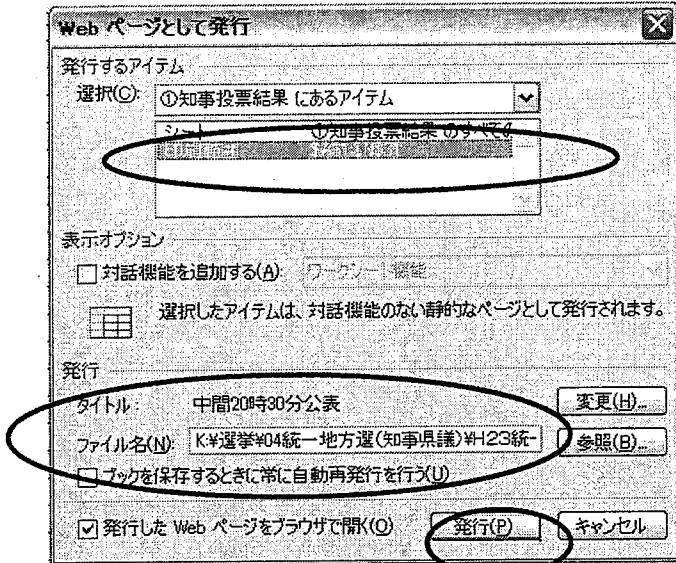 Web ページとして発行
発行するアイテム
選択(C): ①知事投票結果 にあるアイテム
シート ①知事投票結果 のすべての
表示オプション
対話機能を追加する(A): ワークシート機能
選択したアイテムは、対話機能のない静的なページとして発行されます。
発行
タイトル: 中間20時30分公表 変更(H)...
ファイル名(N): K:¥選挙¥04統一地方選(知事県議)¥H23統一 参照(B)...
ブックを保存するときに常に自動再発行を行う(U)
発行した Web ページをブラウザで開く(O) 発行(P) キャンセル